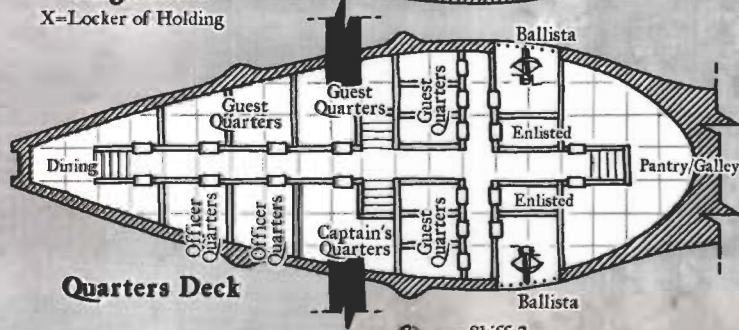 X=Locker of Holding
Ballista
Guest
Quarters
Guest
Quarters
Guest
Quarters
Enlisted
Dining
Pantry/Galley
Officer
Quarters
Officer
Quarters
Captain's
Quarters
Guest
Quarters
Enlisted
Quarters Deck
Ballista